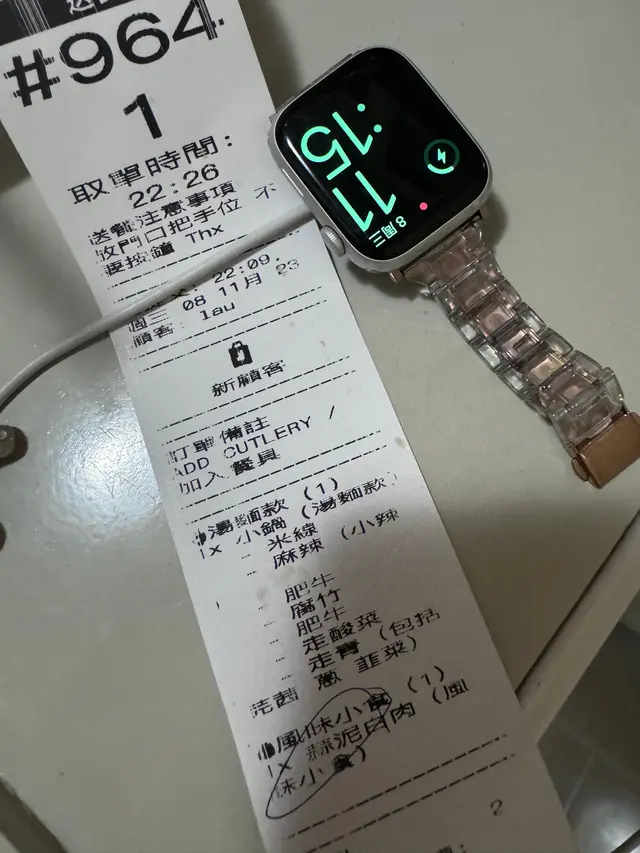 #964
1
取單時間:
22:26
送餐注意事項
放門口把手位 不
要按鐘 Thx
22:09,
週三 08 11月 23
顧客: lau
新顧客
訂單備註
ADD CUTLERY /
加入餐具
湯麵款 (1)
1x 小鍋 (湯麵款)
- 米線
- 麻辣 (小辣
)
- 肥牛
- 腐竹
- 肥牛
- 走酸菜
- 走青 (包括
蔥 韭菜)
風味小食 (1)
1x 蒜泥白肉 (風
味小食)
2
11:15
8 周三